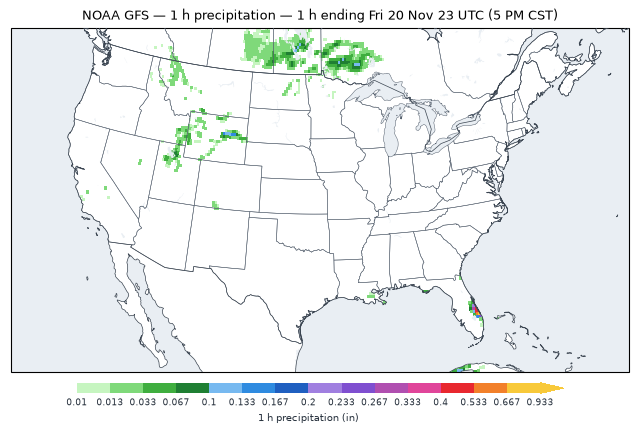 NOAA GFS — 1 h precipitation — 1 h ending Fri 20 Nov 23 UTC (5 PM CST)
0.01 0.013 0.033 0.067 0.1 0.133 0.167 0.2 0.233 0.267 0.333 0.4 0.533 0.667 0.933
1 h precipitation (in)